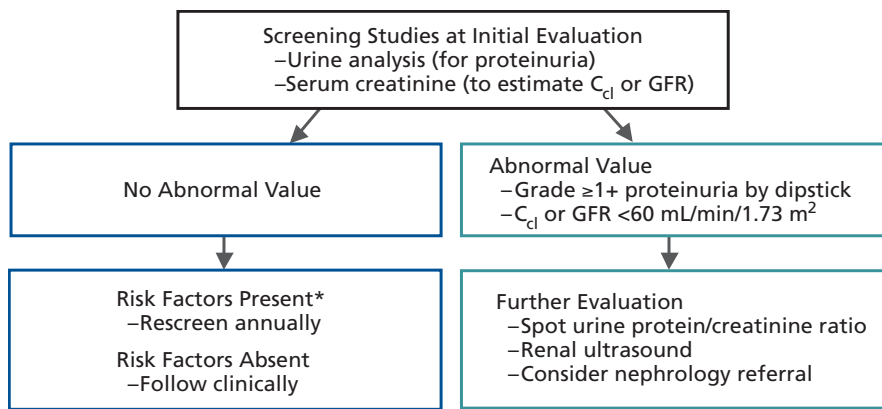 Screening Studies at Initial Evaluation
–Urine analysis (for proteinuria)
–Serum creatinine (to estimate Ccl or GFR)
No Abnormal Value
Abnormal Value
–Grade ≥1+ proteinuria by dipstick
–Ccl or GFR <60 mL/min/1.73 m²
Risk Factors Present*
–Rescreen annually
Risk Factors Absent
–Follow clinically
Further Evaluation
–Spot urine protein/creatinine ratio
–Renal ultrasound
–Consider nephrology referral